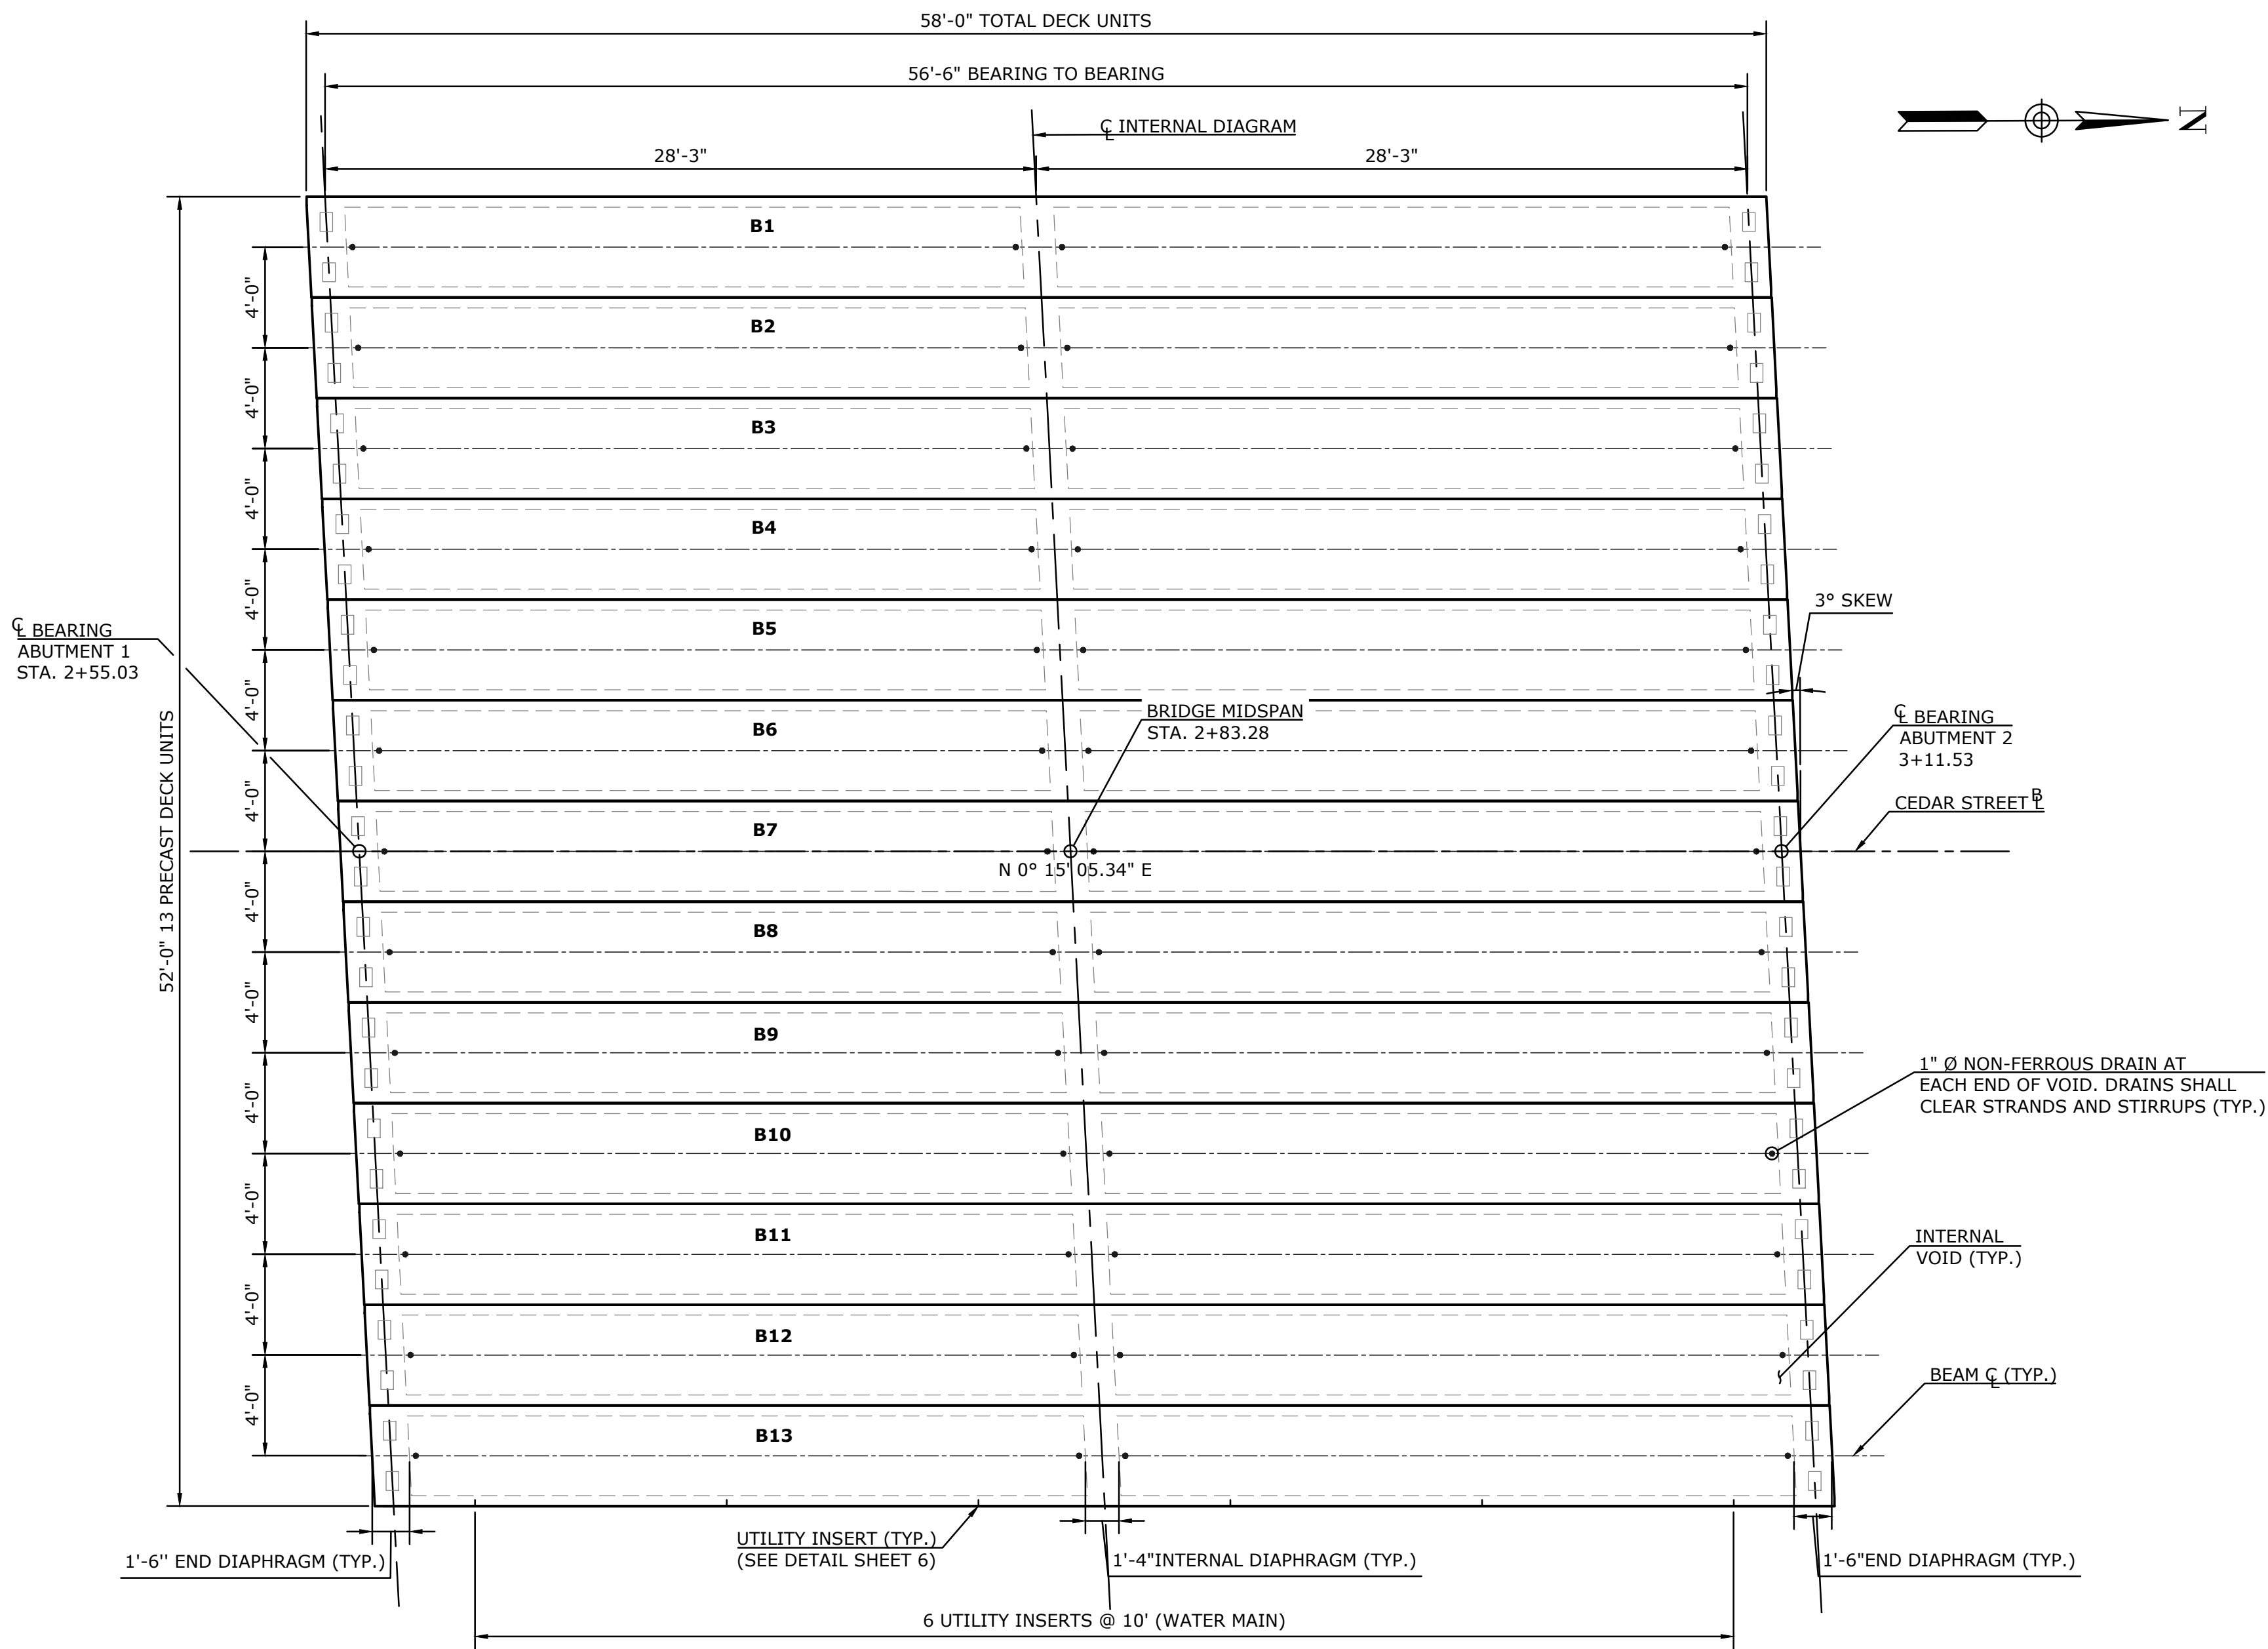 58'-0" TOTAL DECK UNITS
56'-6" BEARING TO BEARING
℄ INTERNAL DIAGRAM
N
28'-3"
28'-3"
B1
4'-0"
B2
4'-0"
B3
4'-0"
B4
4'-0"
3° SKEW
B5
℄ BEARING
ABUTMENT 1
STA. 2+55.03
4'-0"
BRIDGE MIDSPAN
STA. 2+83.28
℄ BEARING
ABUTMENT 2
3+11.53
B6
52'-0" 13 PRECAST DECK UNITS
4'-0"
CEDAR STREET BL
B7
N 0° 15' 05.34" E
4'-0"
B8
4'-0"
B9
1" Ø NON-FERROUS DRAIN AT
EACH END OF VOID. DRAINS SHALL
CLEAR STRANDS AND STIRRUPS (TYP.)
4'-0"
B10
4'-0"
B11
INTERNAL
VOID (TYP.)
4'-0"
B12
BEAM ℄ (TYP.)
4'-0"
B13
UTILITY INSERT (TYP.)
(SEE DETAIL SHEET 6)
1'-6'' END DIAPHRAGM (TYP.)
1'-4"INTERNAL DIAPHRAGM (TYP.)
1'-6"END DIAPHRAGM (TYP.)
6 UTILITY INSERTS @ 10' (WATER MAIN)